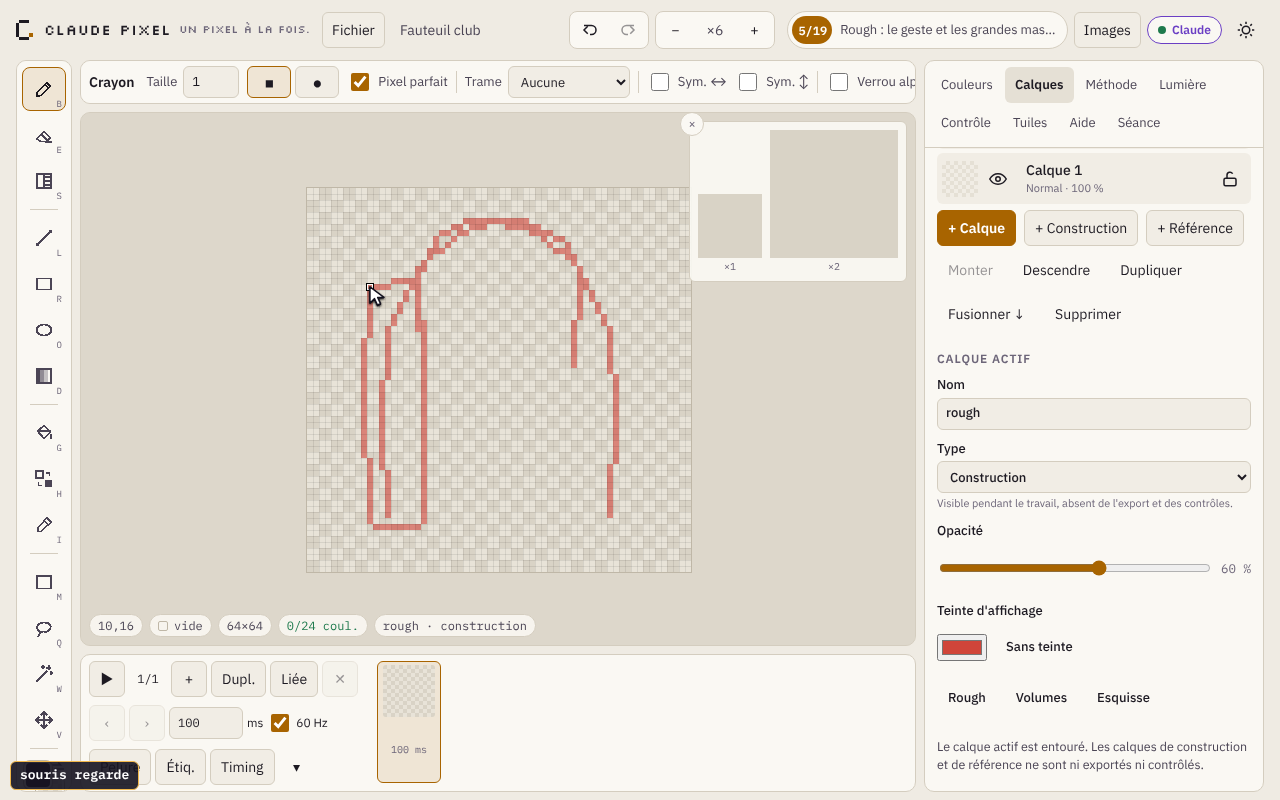 CLAUDE PIXEL UN PIXEL À LA FOIS. Fichier Fauteuil club − ×6 + 5/19 Rough : le geste et les grandes mas… Images Claude
Crayon Taille 1 Pixel parfait Trame Aucune Sym. Sym. Verrou alp
B
E
S
L
R
O
D
G
H
I
M
Q
W
V
×
×1 ×2
10,16 vide 64×64 0/24 coul. rough · construction
1/1 + Dupl. Liée ×
‹ › 100 ms 60 Hz
Étiq. Timing
100 ms
souris regarde
Couleurs Calques Méthode Lumière
Contrôle Tuiles Aide Séance
Calque 1
Normal · 100 %
+ Calque + Construction + Référence
Monter Descendre Dupliquer
Fusionner ↓ Supprimer
CALQUE ACTIF
Nom
rough
Type
Construction
Visible pendant le travail, absent de l'export et des contrôles.
Opacité
60 %
Teinte d'affichage
Sans teinte
Rough Volumes Esquisse
Le calque actif est entouré. Les calques de construction
et de référence ne sont ni exportés ni contrôlés.